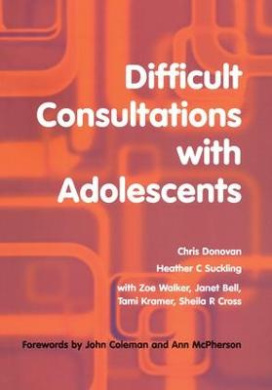 Difficult
Consultations
with
Adolescents
Chris Donovan
Heather C Suckling
with Zoe Walker, Janet Bell,
Tami Kramer, Sheila R Cross
Forewords by John Coleman and Ann McPherson